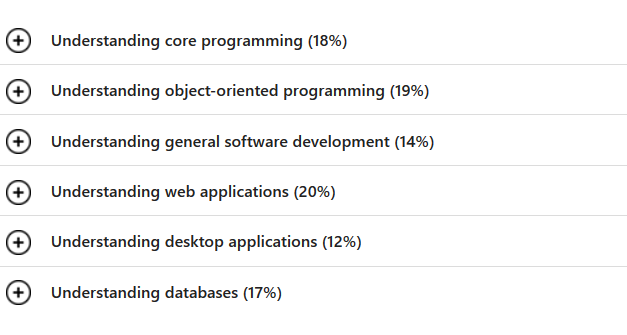 Understanding core programming (18%)
Understanding object-oriented programming (19%)
Understanding general software development (14%)
Understanding web applications (20%)
Understanding desktop applications (12%)
Understanding databases (17%)